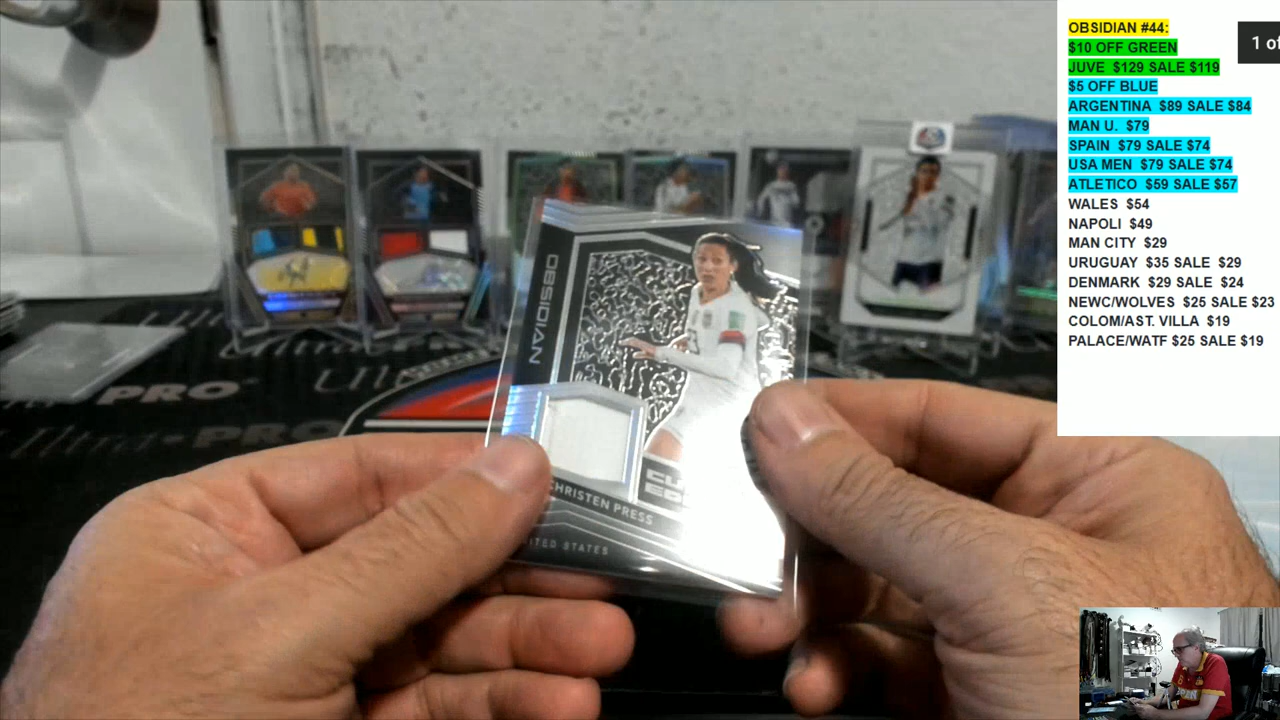 OBSIDIAN #44:
$10 OFF GREEN
JUVE $129 SALE $119
$5 OFF BLUE
ARGENTINA $89 SALE $84
MAN U. $79
SPAIN $79 SALE $74
USA MEN $79 SALE $74
ATLETICO $59 SALE $57
WALES $54
NAPOLI $49
MAN CITY $29
URUGUAY $35 SALE $29
DENMARK $29 SALE $24
NEWC/WOLVES $25 SALE $23
COLOM/AST. VILLA $19
PALACE/WATF $25 SALE $19
1 of
OBSIDIAN
CHRISTEN PRESS
ITED STATES
PRO
Ultra PRO